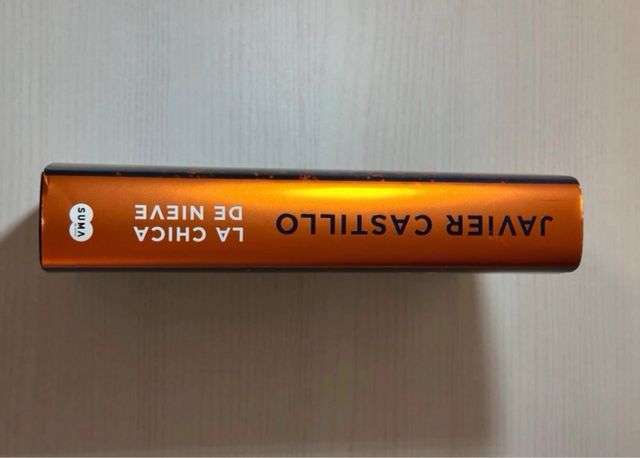 JAVIER CASTILLO
LA CHICA
DE NIEVE
SUMA